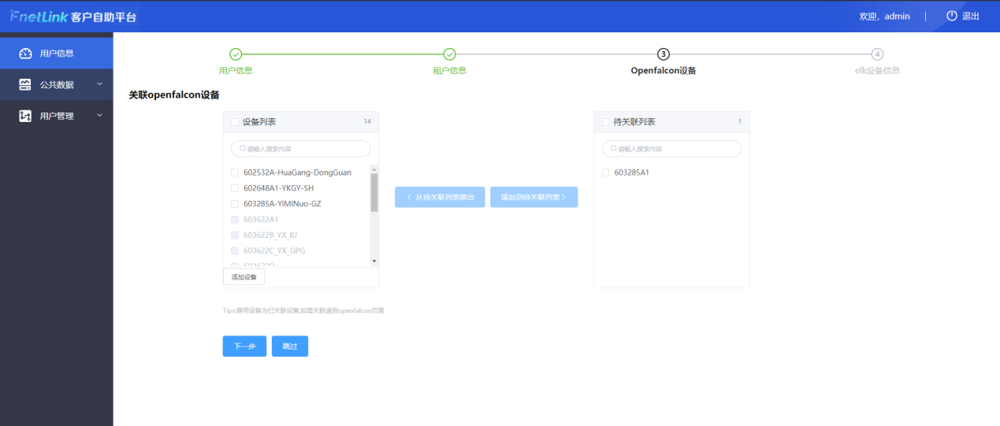 FnetLink 客户自助平台
欢迎，admin
退出
用户信息
公共数据
用户管理
用户信息
租户信息
3
Openfalcon设备
4
elk设备信息
关联openfalcon设备
设备列表 14
请输入搜索内容
602532A-HuaGang-DongGuan
602648A1-YKGY-SH
603285A-YiMiNuo-GZ
603622A1
603622B_YX_BJ
603622C_YX_GPG
603622D
添加设备
从待关联列表移出
添加到待关联列表
待关联列表 1
请输入搜索内容
603285A1
Tips:禁用设备为已关联设备,如需关联请到openfalcon页面
下一步
跳过